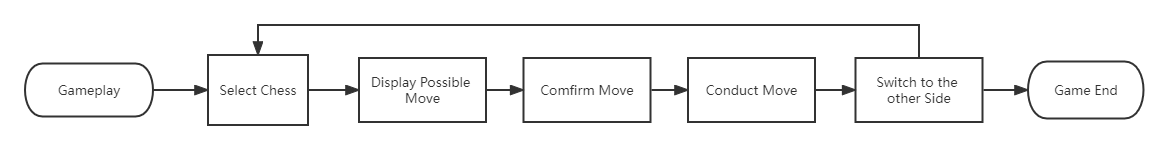 Gameplay
Select Chess
Display Possible
Move
Comfirm Move
Conduct Move
Switch to the
other Side
Game End